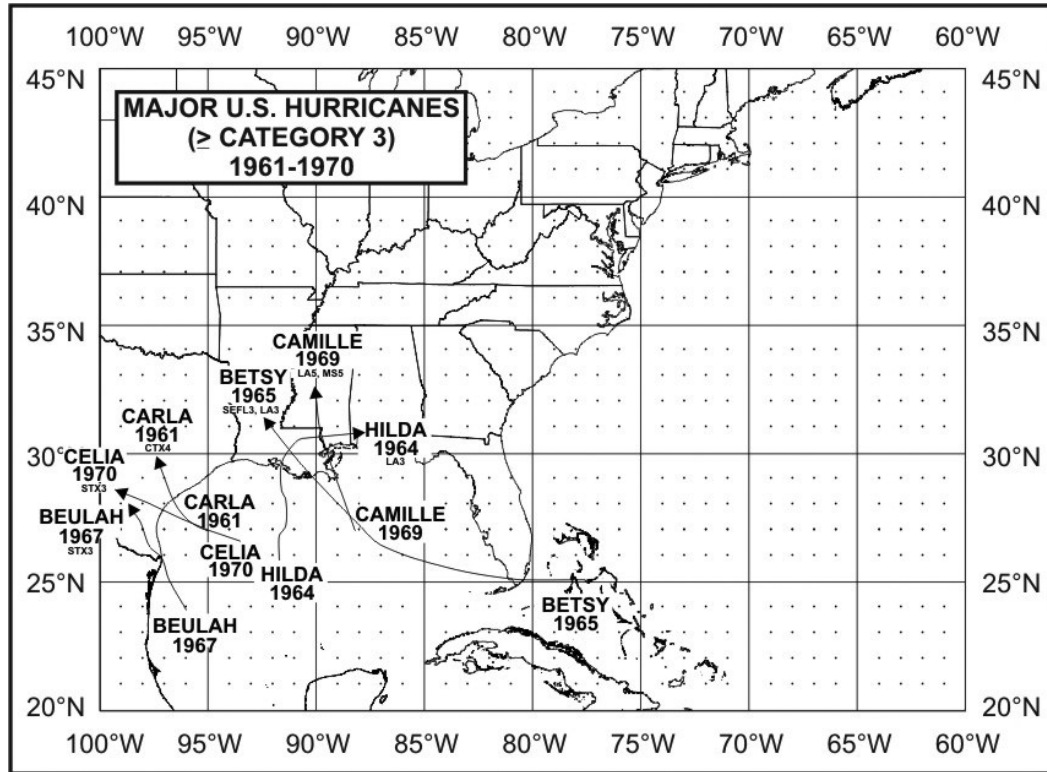 100°W 95°W 90°W 85°W 80°W 75°W 70°W 65°W 60°W
45°N 45°N
MAJOR U.S. HURRICANES
(≥ CATEGORY 3)
1961-1970
40°N 40°N
35°N 35°N
CAMILLE
1969
LA5, MS5
BETSY
1965
SEFL3, LA3
CARLA
1961
CTX4
HILDA
1964
LA3
30°N 30°N
CELIA
1970
STX3
CARLA
1961
CAMILLE
1969
BEULAH
1967
STX3
CELIA
1970
HILDA
1964
25°N 25°N
BETSY
1965
BEULAH
1967
20°N 20°N
100°W 95°W 90°W 85°W 80°W 75°W 70°W 65°W 60°W